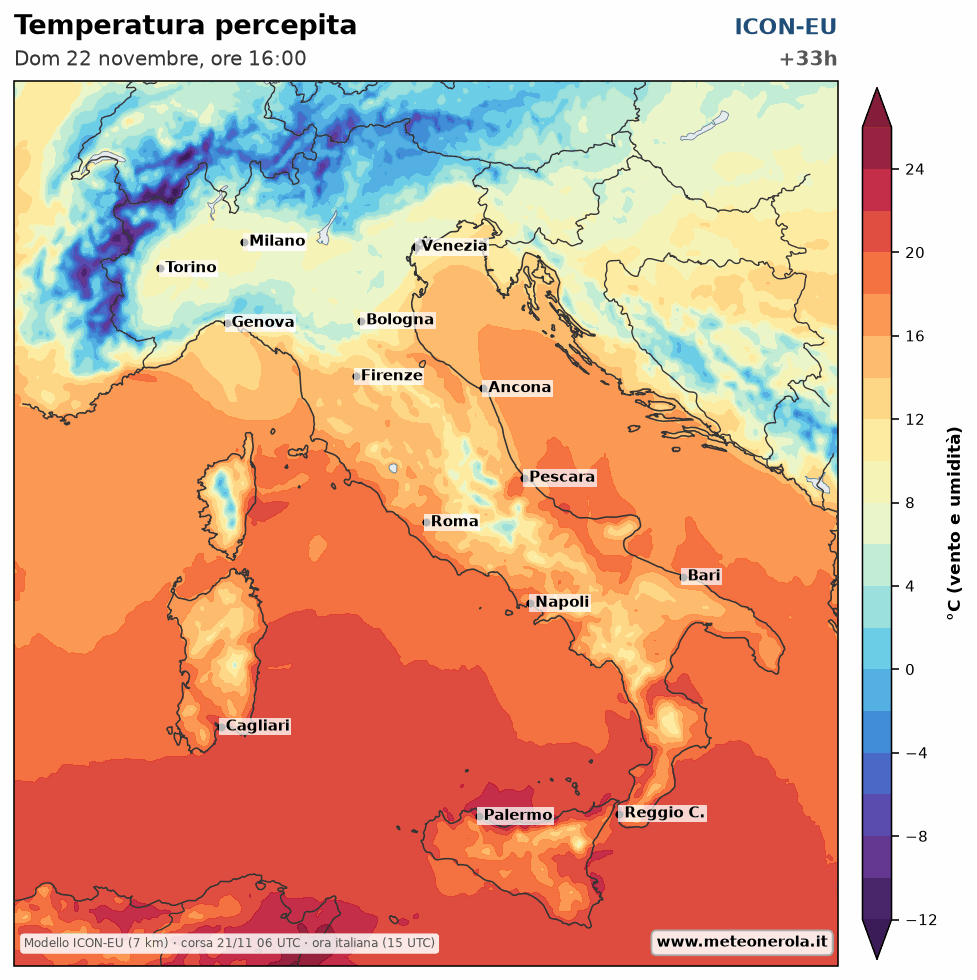 Temperatura percepita
ICON-EU
Dom 22 novembre, ore 16:00
+33h
Milano
Venezia
Torino
Genova
Bologna
Firenze
Ancona
Pescara
Roma
Bari
Napoli
Cagliari
Palermo
Reggio C.
24
20
16
12
8
4
0
−4
−8
−12
°C (vento e umidità)
Modello ICON-EU (7 km) · corsa 21/11 06 UTC · ora italiana (15 UTC)
www.meteonerola.it